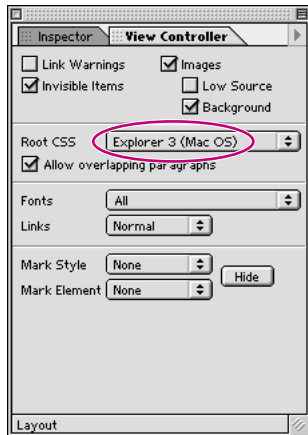 Inspector View Controller
Link Warnings Images
Invisible Items Low Source
Background
Root CSS Explorer 3 (Mac OS)
Allow overlapping paragraphs
Fonts All
Links Normal
Mark Style None
Hide
Mark Element None
Layout